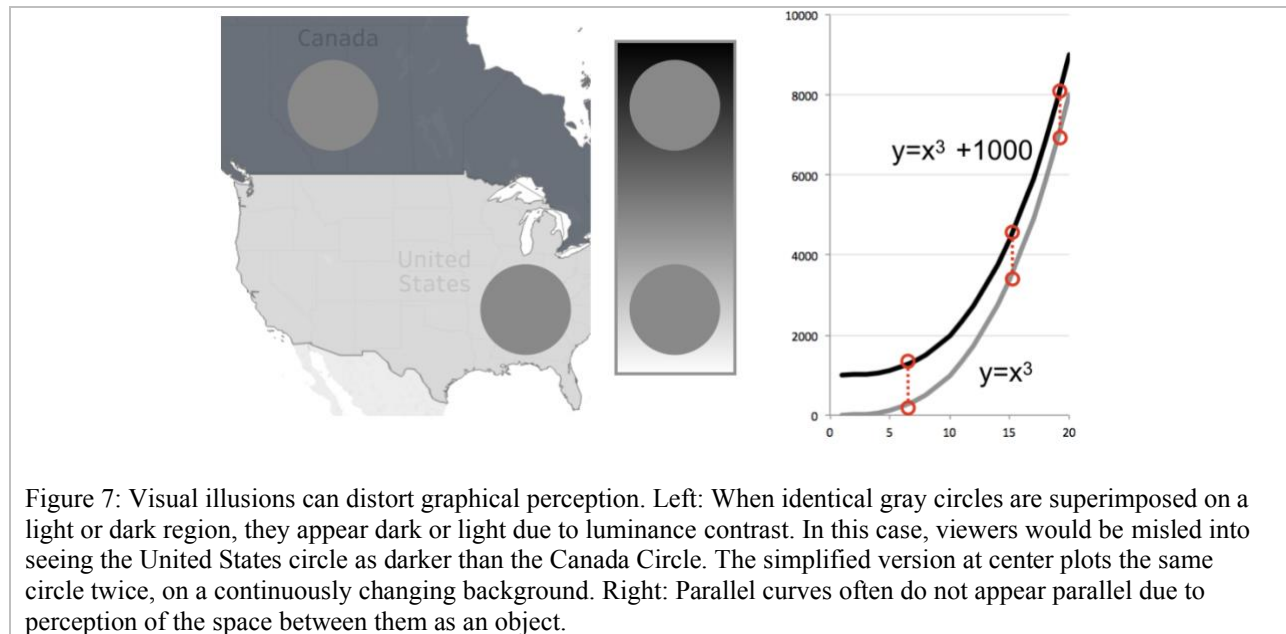 Canada
United
States
10000
8000
6000
4000
2000
0
y=x³ +1000
y=x³
0 5 10 15 20
Figure 7: Visual illusions can distort graphical perception. Left: When identical gray circles are superimposed on a
light or dark region, they appear dark or light due to luminance contrast. In this case, viewers would be misled into
seeing the United States circle as darker than the Canada Circle. The simplified version at center plots the same
circle twice, on a continuously changing background. Right: Parallel curves often do not appear parallel due to
perception of the space between them as an object.